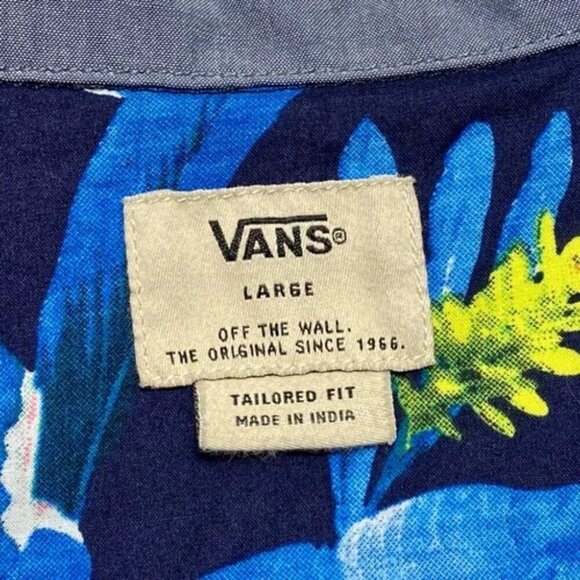 VANS®
LARGE
OFF THE WALL.
THE ORIGINAL SINCE 1966.
TAILORED FIT
MADE IN INDIA